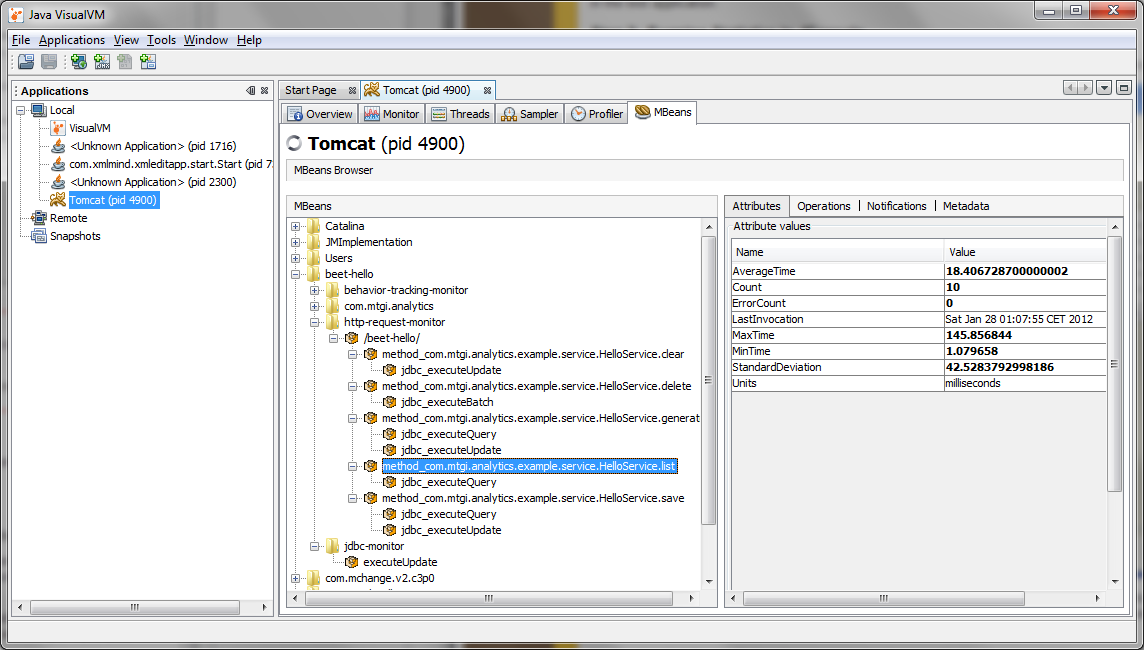 Java VisualVM
File Applications View Tools Window Help
Applications
Local
VisualVM
<Unknown Application> (pid 1716)
com.xmlmind.xmleditapp.start.Start (pid 7
<Unknown Application> (pid 2300)
Tomcat (pid 4900)
Remote
Snapshots
Start Page
Tomcat (pid 4900)
Overview Monitor Threads Sampler Profiler MBeans
Tomcat (pid 4900)
MBeans Browser
MBeans
Catalina
JMImplementation
Users
beet-hello
behavior-tracking-monitor
com.mtgi.analytics
http-request-monitor
/beet-hello/
method_com.mtgi.analytics.example.service.HelloService.clear
jdbc_executeUpdate
method_com.mtgi.analytics.example.service.HelloService.delete
jdbc_executeBatch
method_com.mtgi.analytics.example.service.HelloService.generat
jdbc_executeQuery
jdbc_executeUpdate
method_com.mtgi.analytics.example.service.HelloService.list
jdbc_executeQuery
method_com.mtgi.analytics.example.service.HelloService.save
jdbc_executeQuery
jdbc_executeUpdate
jdbc-monitor
executeUpdate
com.mchange.v2.c3p0
Attributes Operations Notifications Metadata
Attribute values
Name Value
AverageTime 18.406728700000002
Count 10
ErrorCount 0
LastInvocation Sat Jan 28 01:07:55 CET 2012
MaxTime 145.856844
MinTime 1.079658
StandardDeviation 42.5283792998186
Units milliseconds